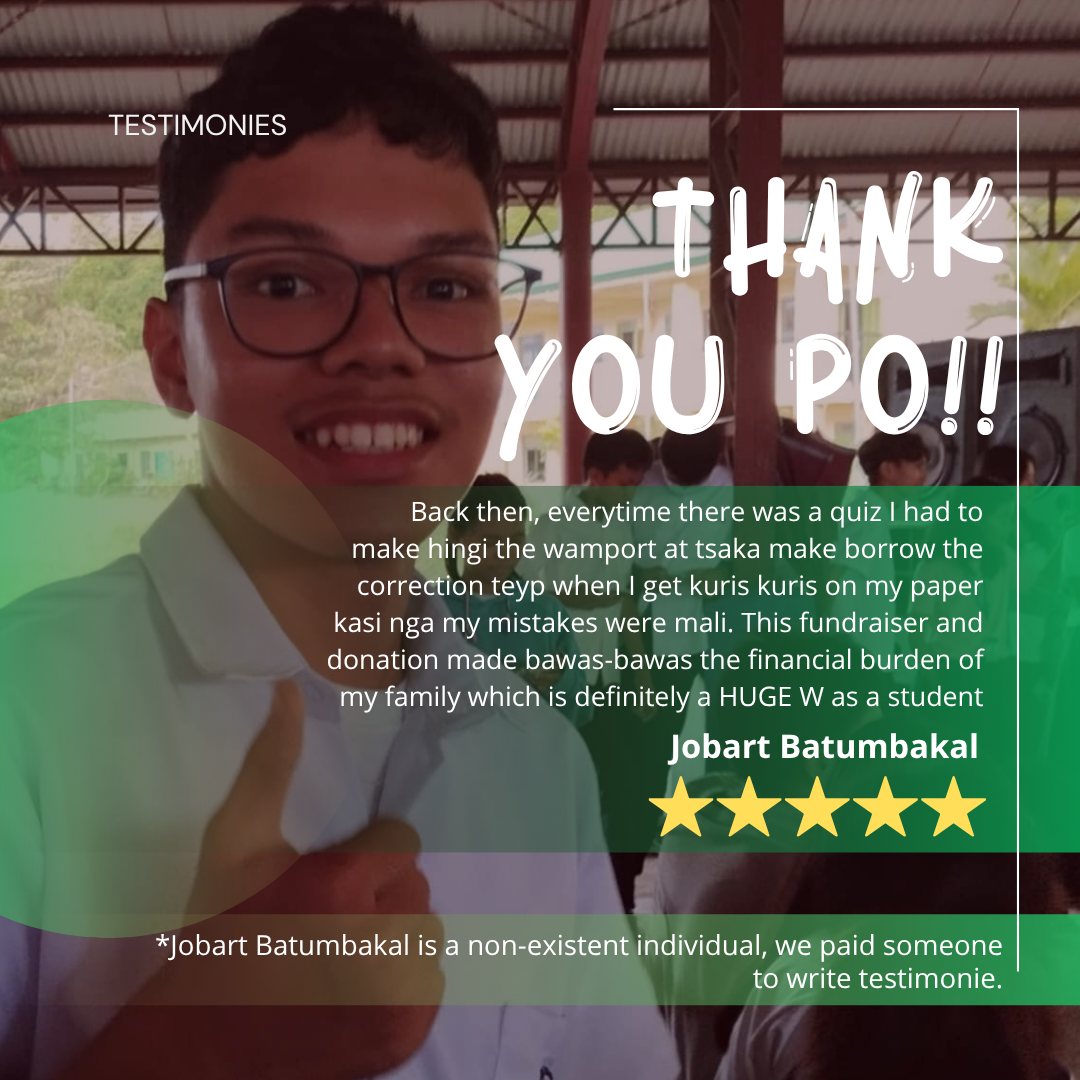 TESTIMONIES
THANK
YOU PO!!
Back then, everytime there was a quiz I had to
make hingi the wamport at tsaka make borrow the
correction teyp when I get kuris kuris on my paper
kasi nga my mistakes were mali. This fundraiser and
donation made bawas-bawas the financial burden of
my family which is definitely a HUGE W as a student
Jobart Batumbakal
*Jobart Batumbakal is a non-existent individual, we paid someone
to write testimonie.